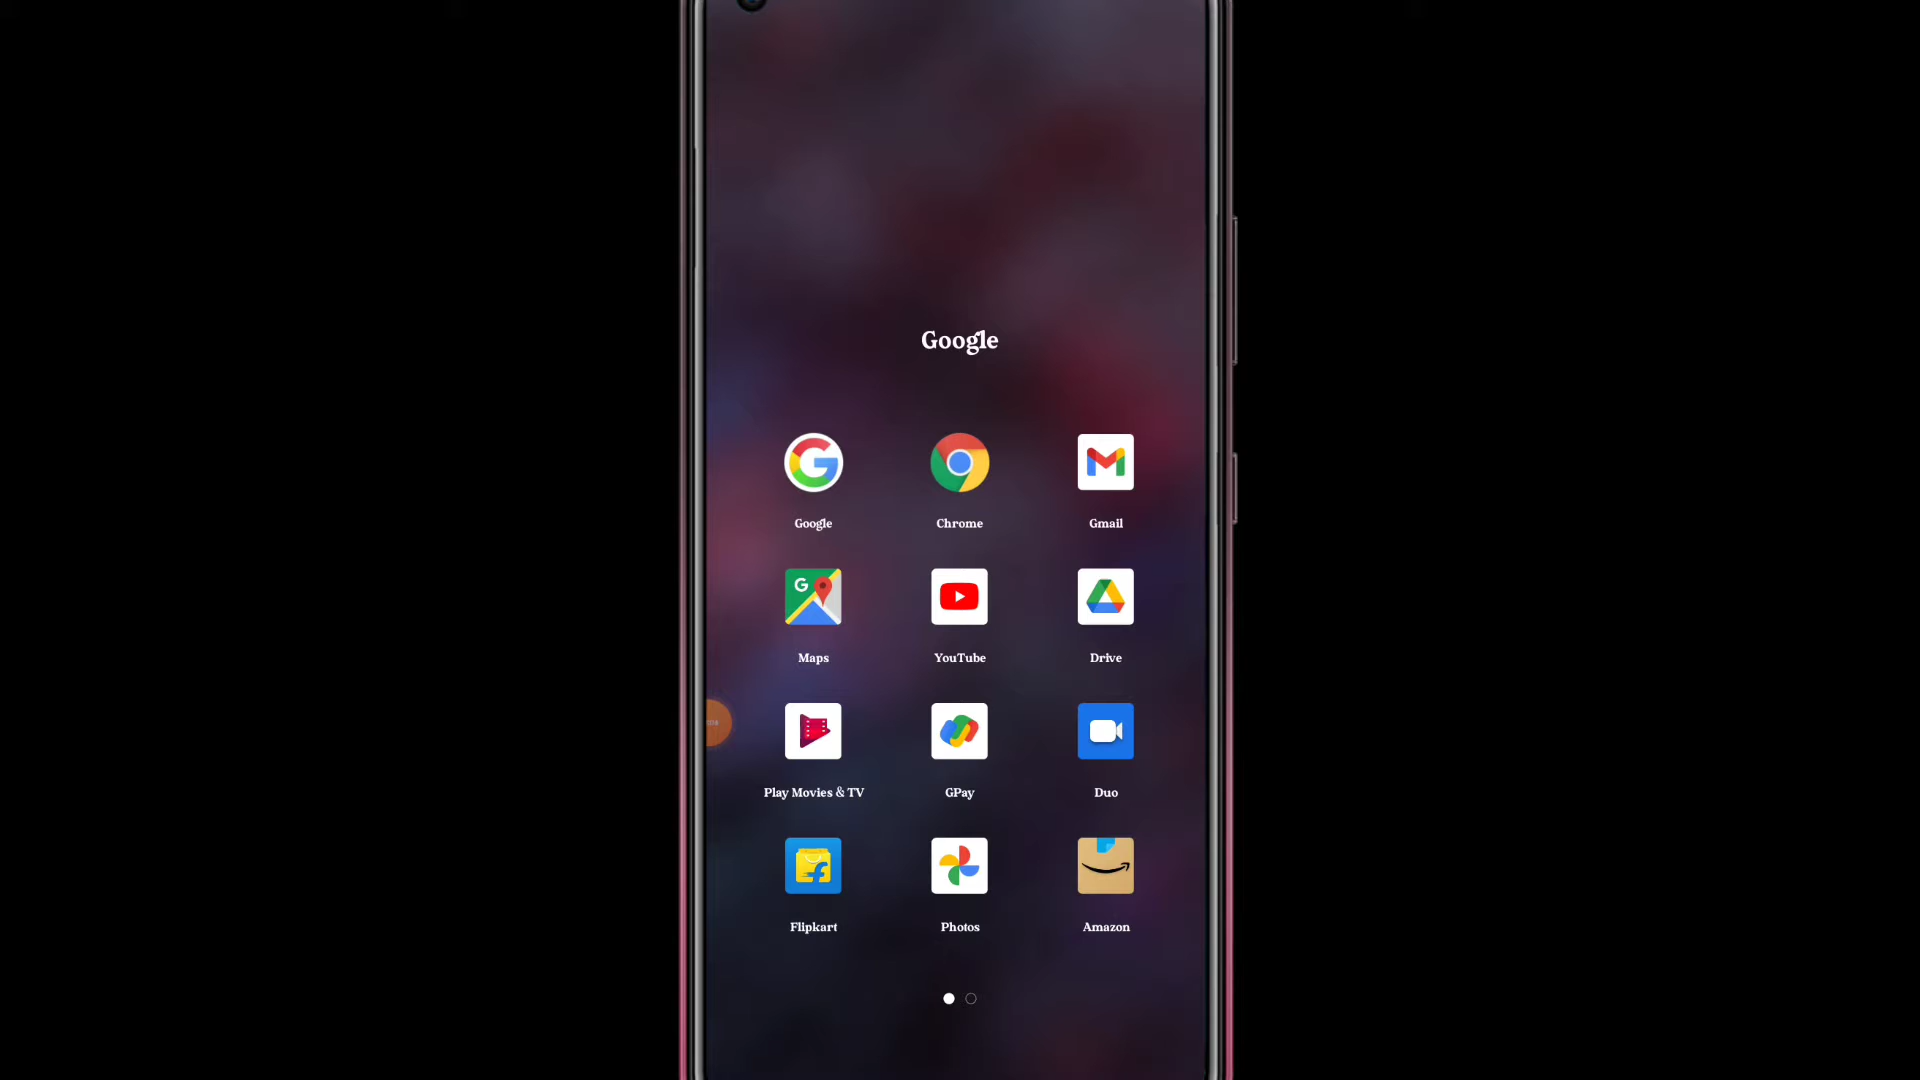 Google
Google Chrome Gmail
G
Maps YouTube Drive
Play Movies & TV GPay Duo
Flipkart Photos Amazon